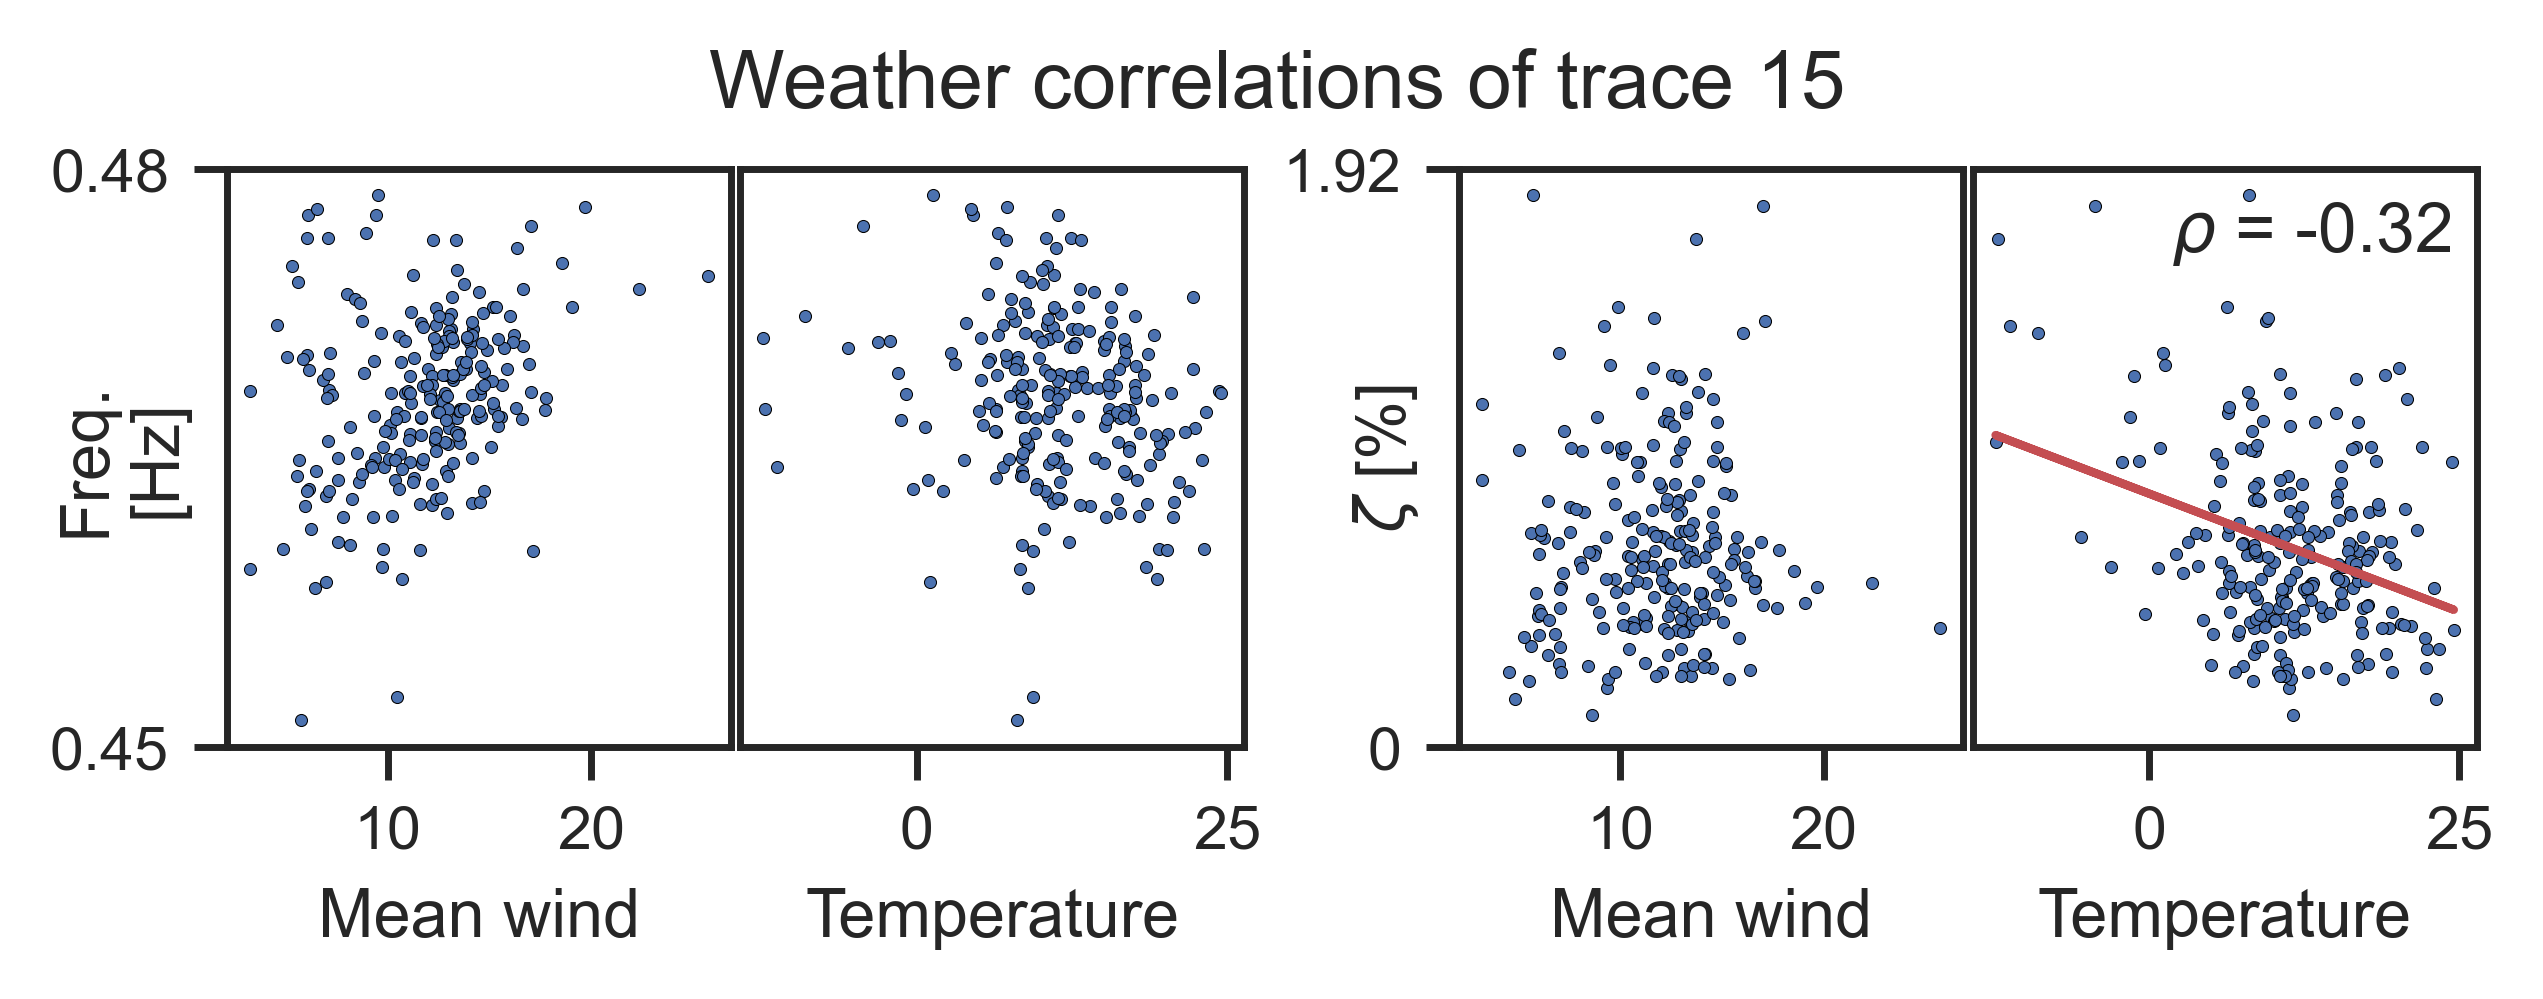 Weather correlations of trace 15
0.48
0.45
Freq.
[Hz]
10 20
Mean wind
0 25
Temperature
1.92
0
ζ [%]
10 20
Mean wind
ρ = -0.32
0 25
Temperature